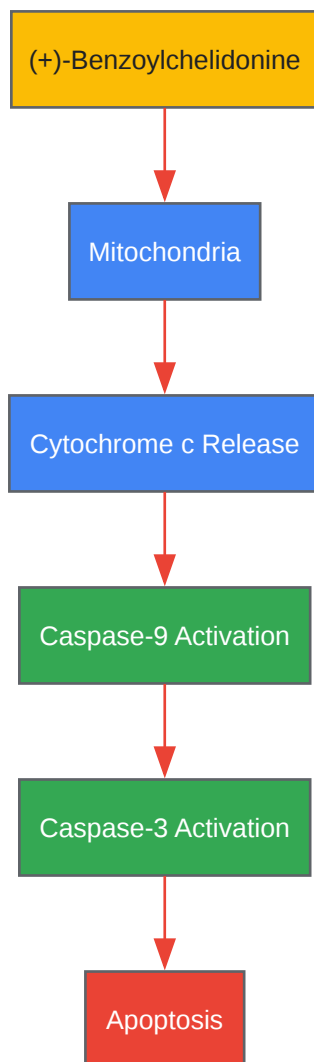 (+)-Benzoylchelidonine
Mitochondria
Cytochrome c Release
Caspase-9 Activation
Caspase-3 Activation
Apoptosis